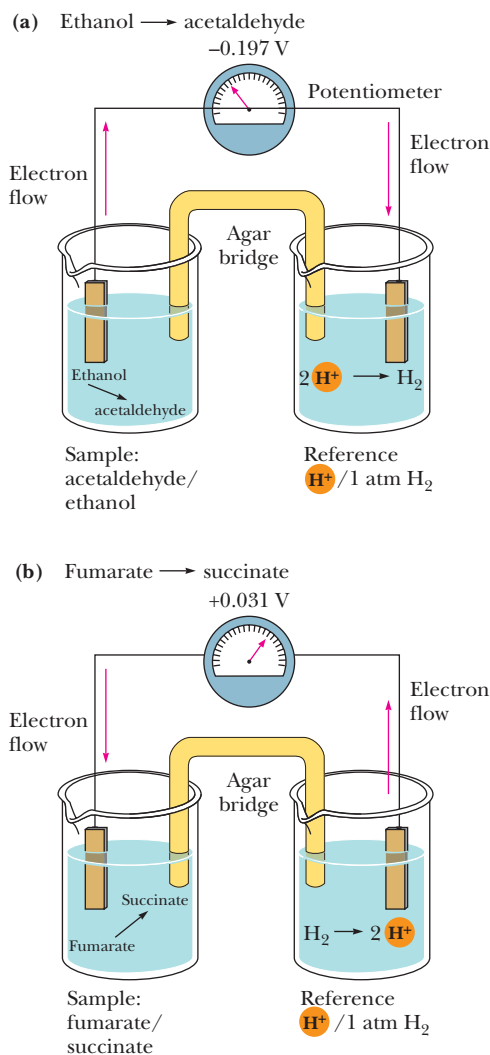 (a) Ethanol → acetaldehyde
–0.197 V
Potentiometer
Electron
flow
Electron
flow
Agar
bridge
Ethanol
acetaldehyde
2 H+ → H₂
Sample:
acetaldehyde/
ethanol
Reference
H+/1 atm H₂
(b) Fumarate → succinate
+0.031 V
Electron
flow
Electron
flow
Agar
bridge
Succinate
Fumarate
H₂ → 2 H+
Sample:
fumarate/
succinate
Reference
H+/1 atm H₂